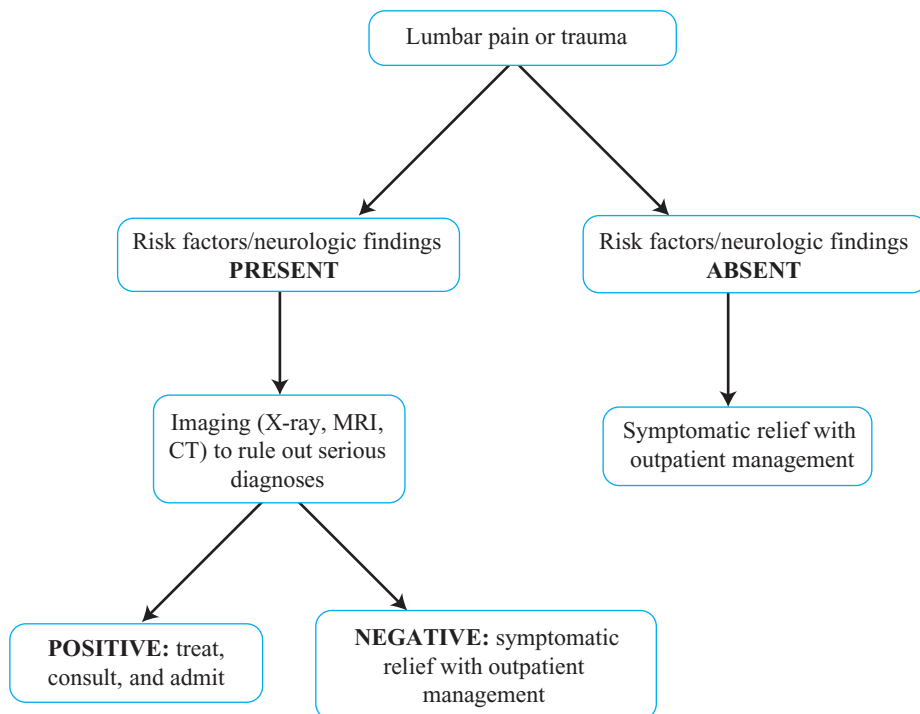 Lumbar pain or trauma
Risk factors/neurologic findings
PRESENT
Risk factors/neurologic findings
ABSENT
Imaging (X-ray, MRI,
CT) to rule out serious
diagnoses
Symptomatic relief with
outpatient management
POSITIVE: treat,
consult, and admit
NEGATIVE: symptomatic
relief with outpatient
management